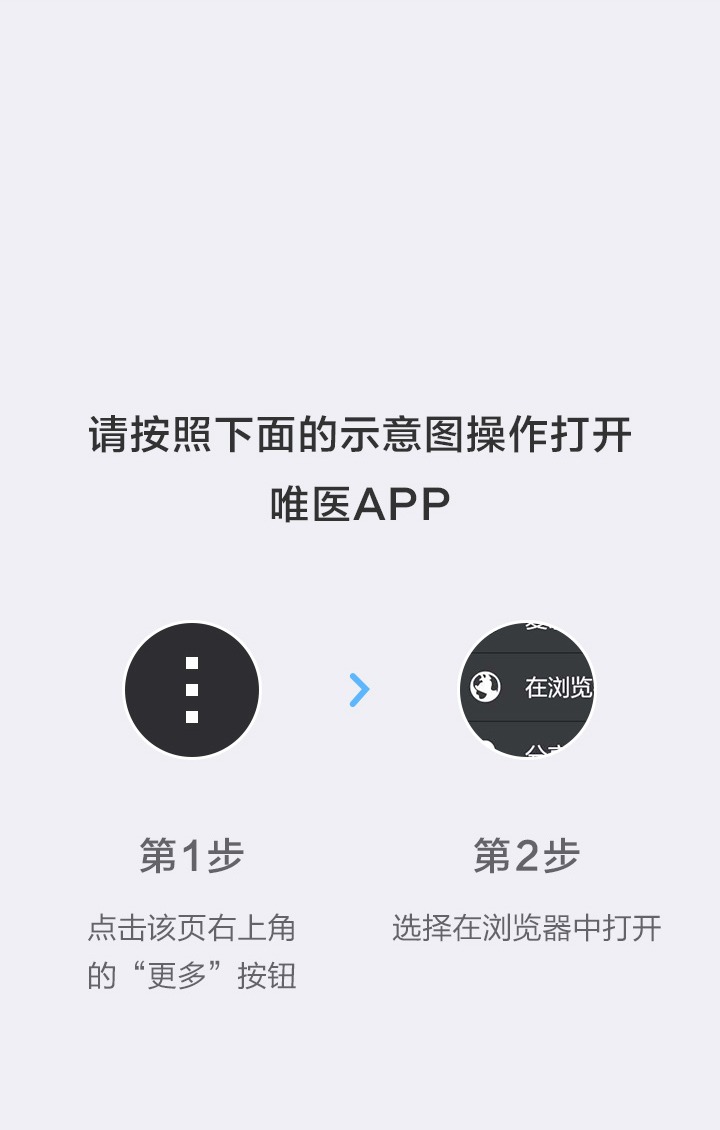 请按照下面的示意图操作打开
唯医APP
在浏览
第1步
第2步
点击该页右上角
的“更多”按钮
选择在浏览器中打开